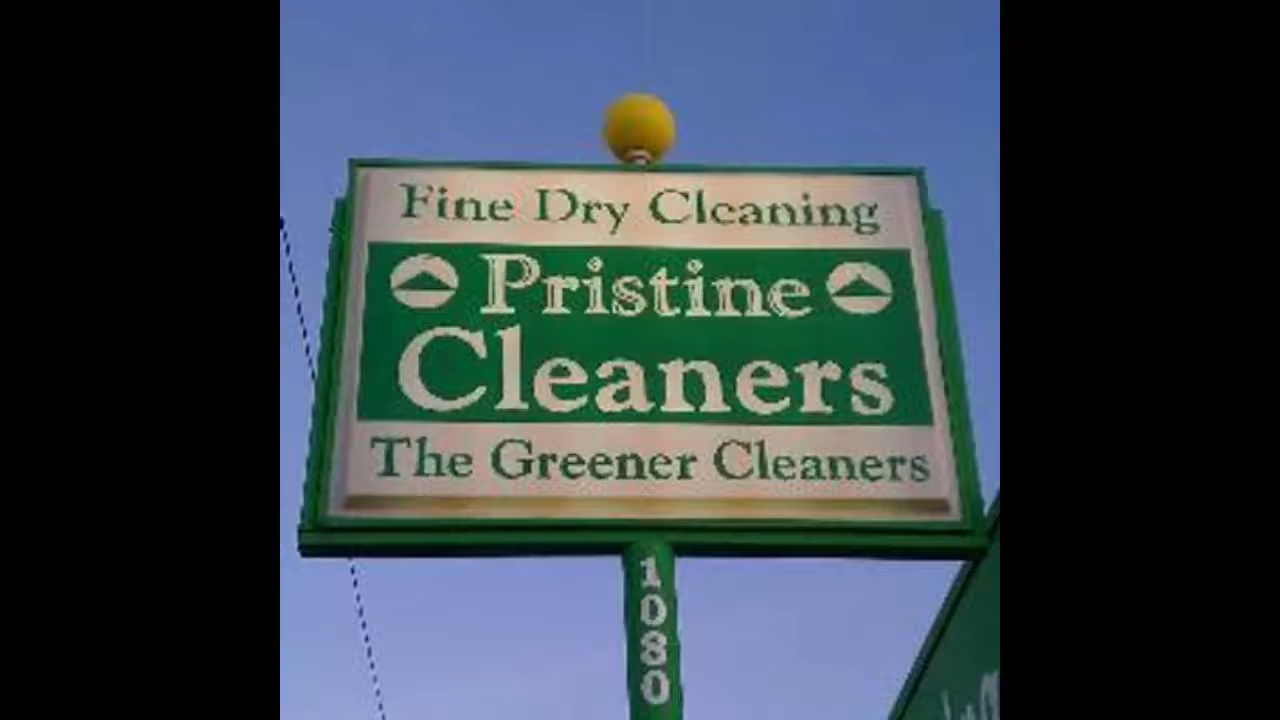 Fine Dry Cleaning
Pristine
Cleaners
The Greener Cleaners
1080